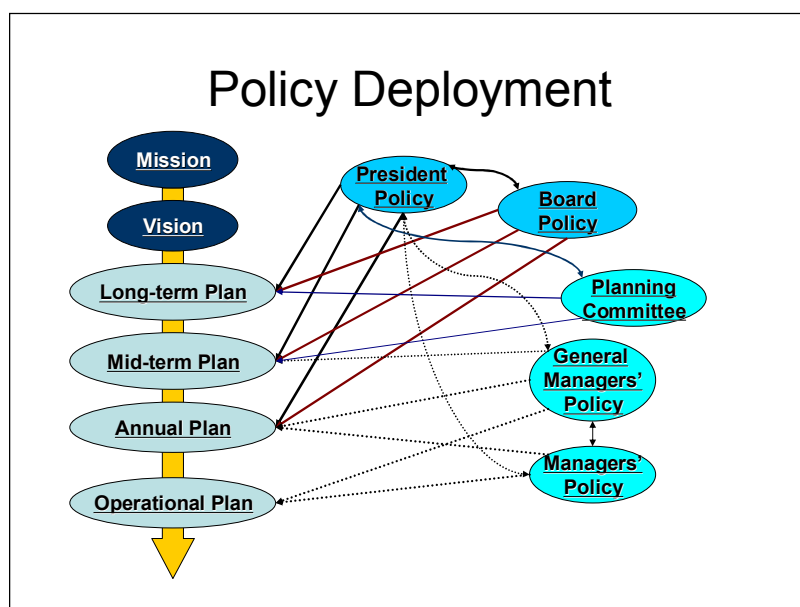 Policy Deployment
Mission
Vision
Long-term Plan
Mid-term Plan
Annual Plan
Operational Plan
President
Policy
Board
Policy
Planning
Committee
General
Managers’
Policy
Managers’
Policy